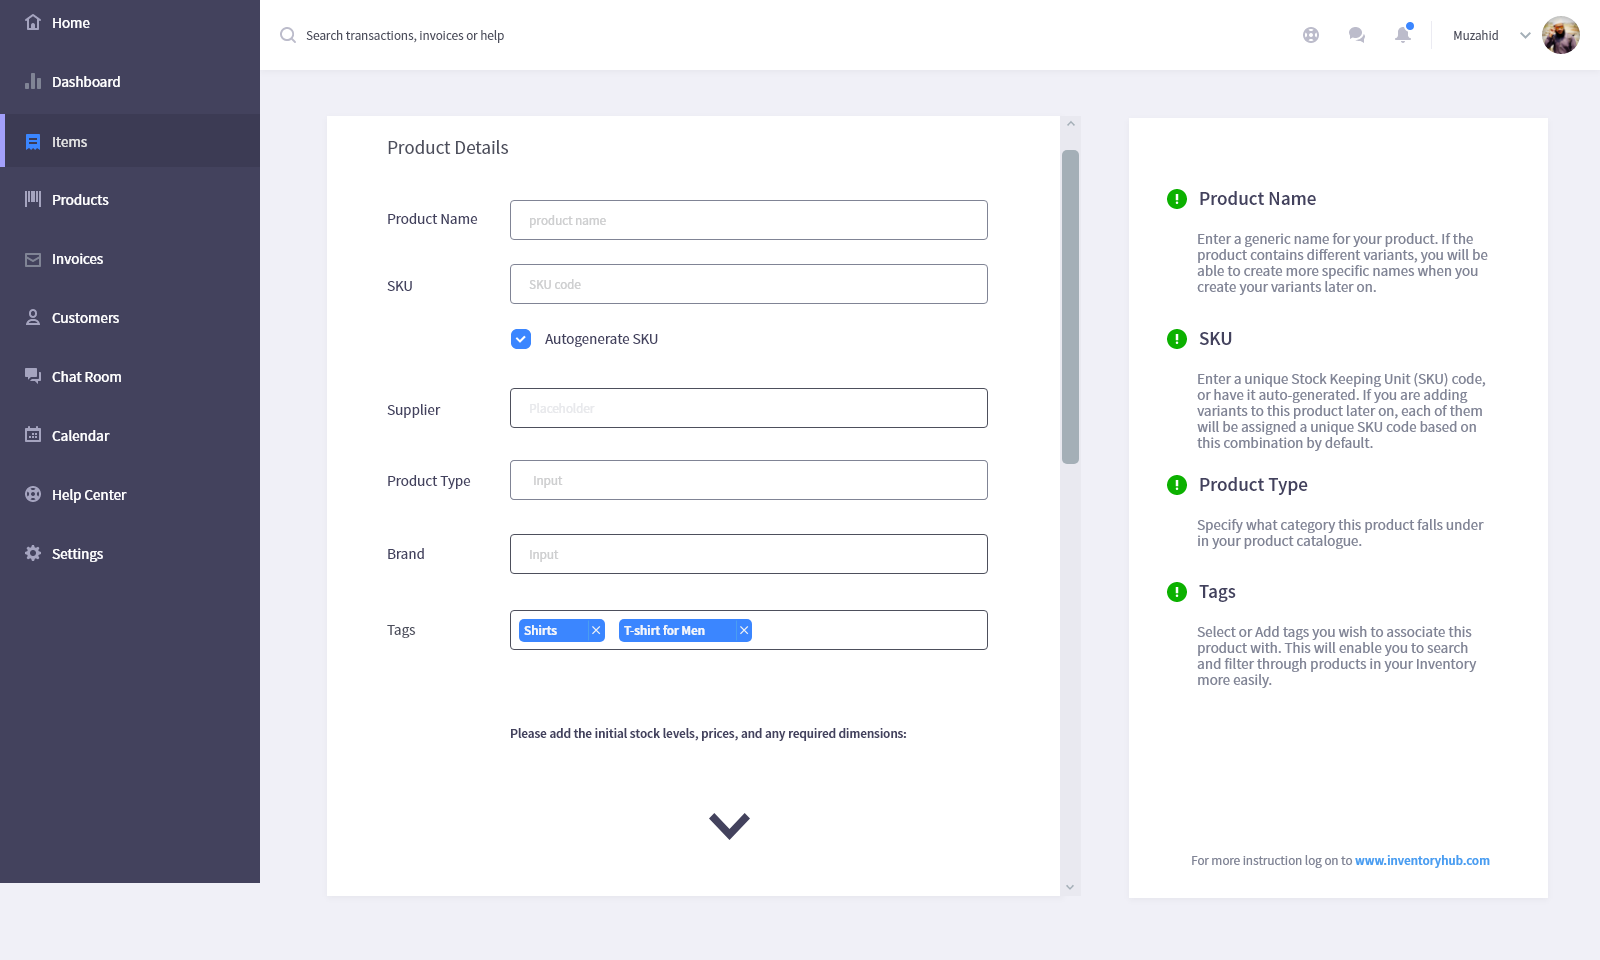 Home
Dashboard
Items
Products
Invoices
Customers
Chat Room
Calendar
Help Center
Settings
Search transactions, invoices or help
Muzahid
Product Details
Product Name
product name
SKU
SKU code
Autogenerate SKU
Supplier
Placeholder
Product Type
Input
Brand
Input
Tags
Shirts
T-shirt for Men
Please add the initial stock levels, prices, and any required dimensions:
Product Name
Enter a generic name for your product. If the
product contains different variants, you will be
able to create more specific names when you
create your variants later on.
SKU
Enter a unique Stock Keeping Unit (SKU) code,
or have it auto-generated. If you are adding
variants to this product later on, each of them
will be assigned a unique SKU code based on
this combination by default.
Product Type
Specify what category this product falls under
in your product catalogue.
Tags
Select or Add tags you wish to associate this
product with. This will enable you to search
and filter through products in your Inventory
more easily.
For more instruction log on to www.inventoryhub.com